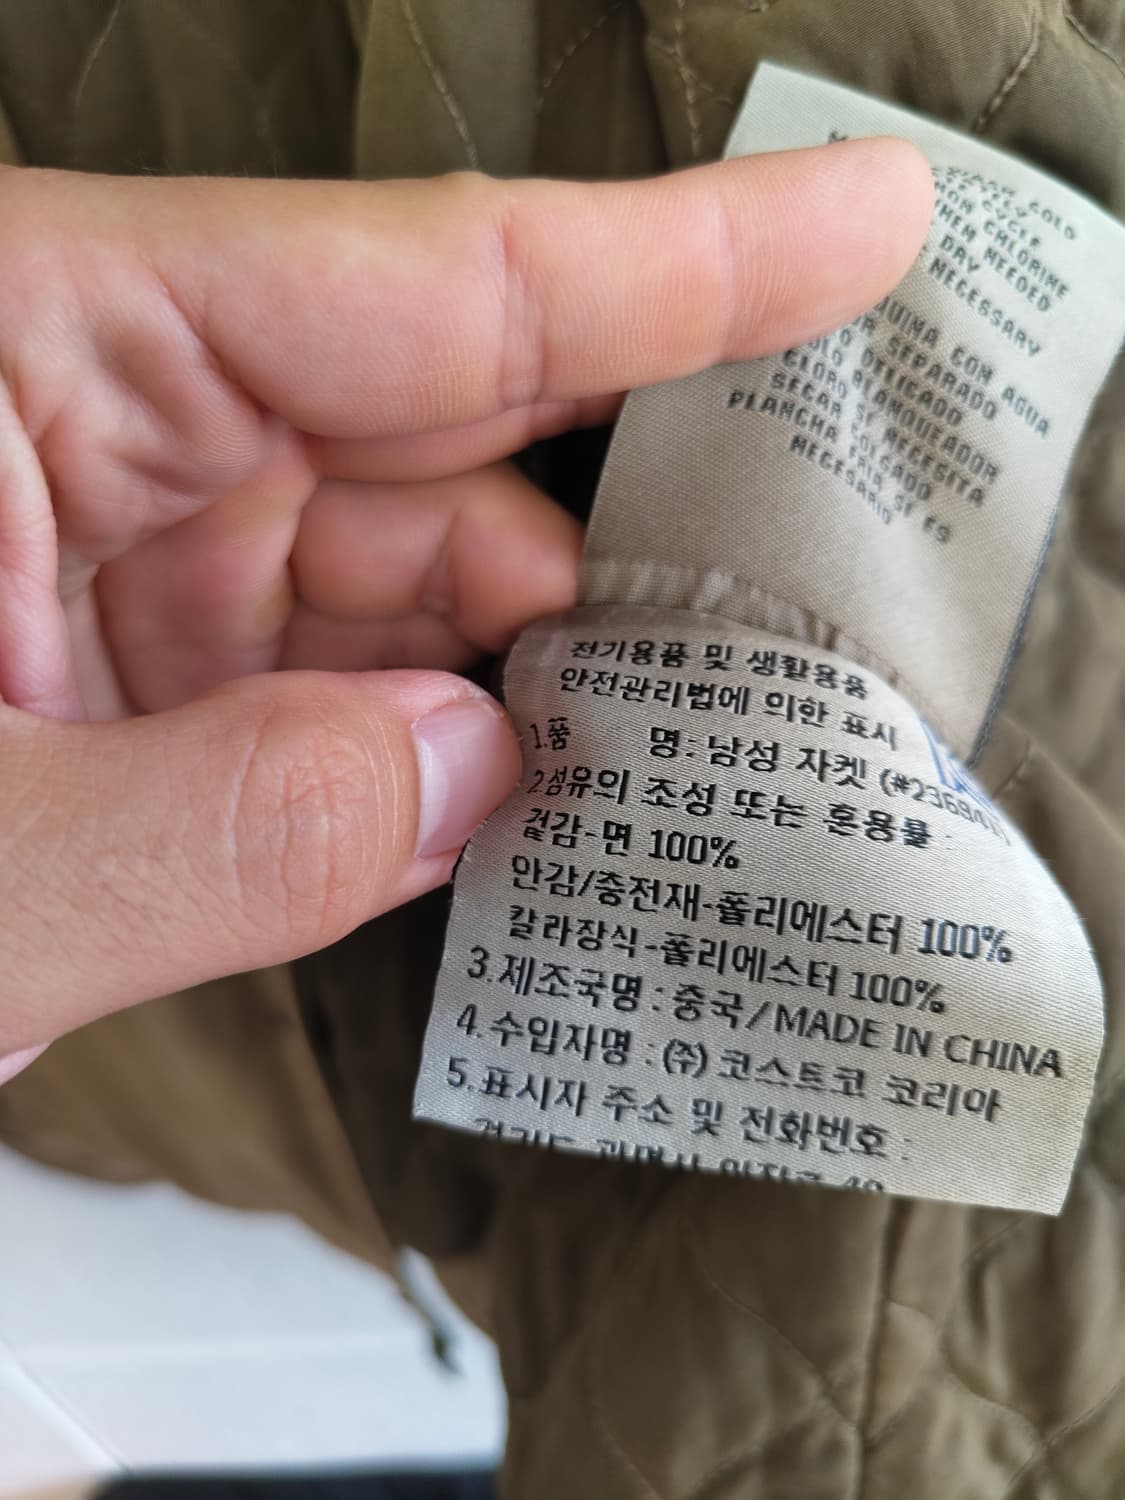 COLD
CYCLE
CHLORINE
NEEDED
DRY
NECESSARY
CON AGUA
SEPARADO
DELICADO
CLORO BLANQUEADOR
SECAR SI NECESITA
PLANCHA COLGADO
SI ES
NECESARIO
전기용품 및 생활용품
안전관리법에 의한 표시
1.품 명: 남성 자켓
2.섬유의 조성 또는 혼용률 :
겉감-면 100%
안감/충전재-폴리에스터 100%
칼라장식-폴리에스터 100%
3.제조국명 : 중국/MADE IN CHINA
4.수입자명 : (주) 코스트코 코리아
5.표시자 주소 및 전화번호 :